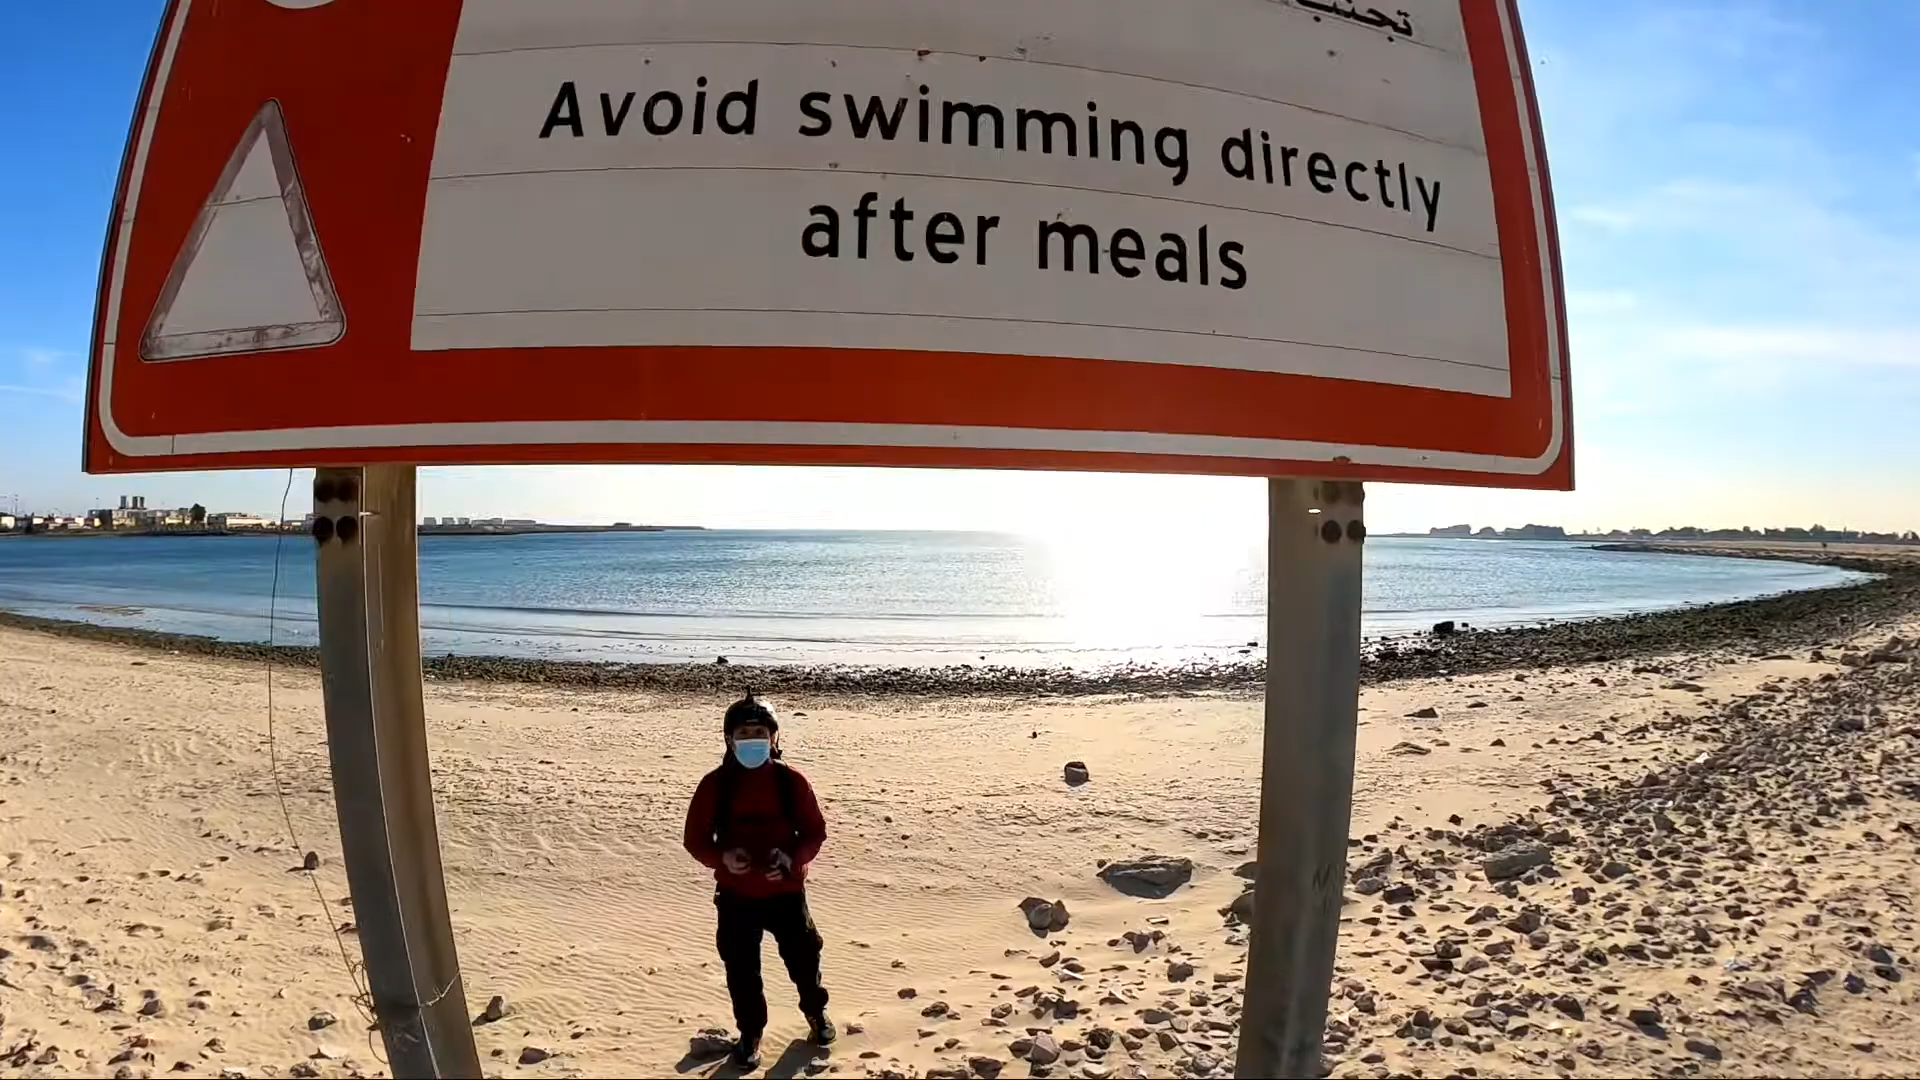 تجنب
Avoid swimming directly
after meals